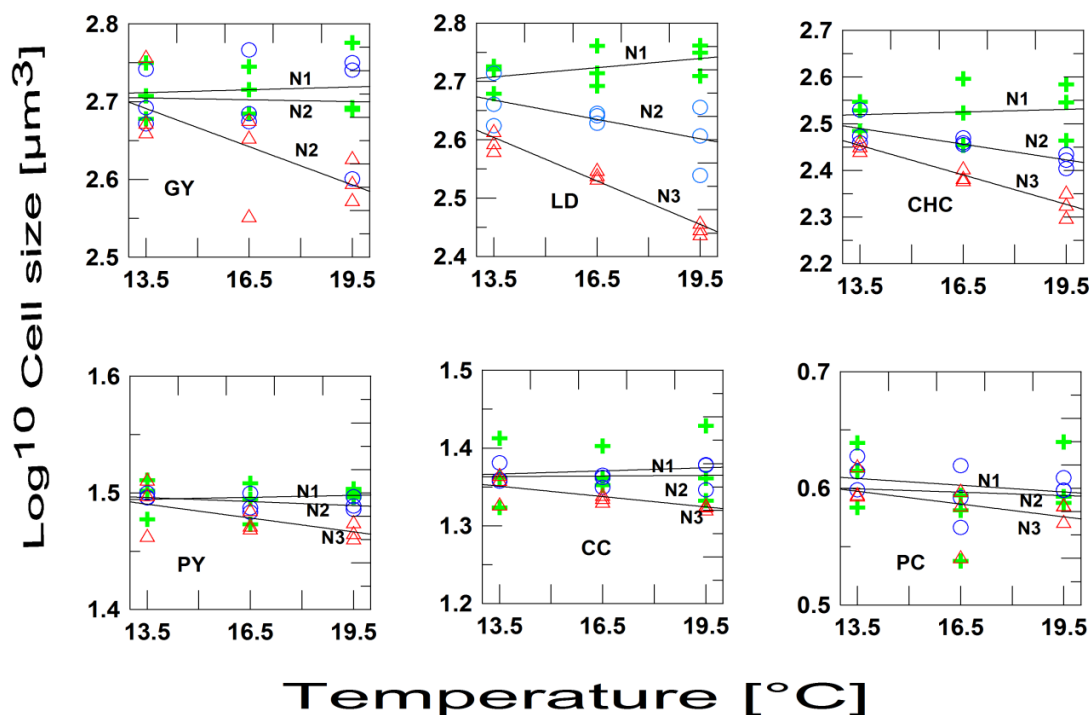 Log10 Cell size [µm3)
2.8
2.7
2.6
2.5
13.5 16.5 19.5
N1
N2
N2
GY
2.8
2.7
2.6
2.5
2.4
13.5 16.5 19.5
N1
N2
N3
LD
2.7
2.6
2.5
2.4
2.3
2.2
13.5 16.5 19.5
N1
N2
N3
CHC
1.6
1.5
1.4
13.5 16.5 19.5
N1
N2
N3
PY
1.5
1.4
1.3
1.2
13.5 16.5 19.5
N1
N2
N3
CC
0.7
0.6
0.5
13.5 16.5 19.5
N1
N2
N3
PC
Temperature [°C]